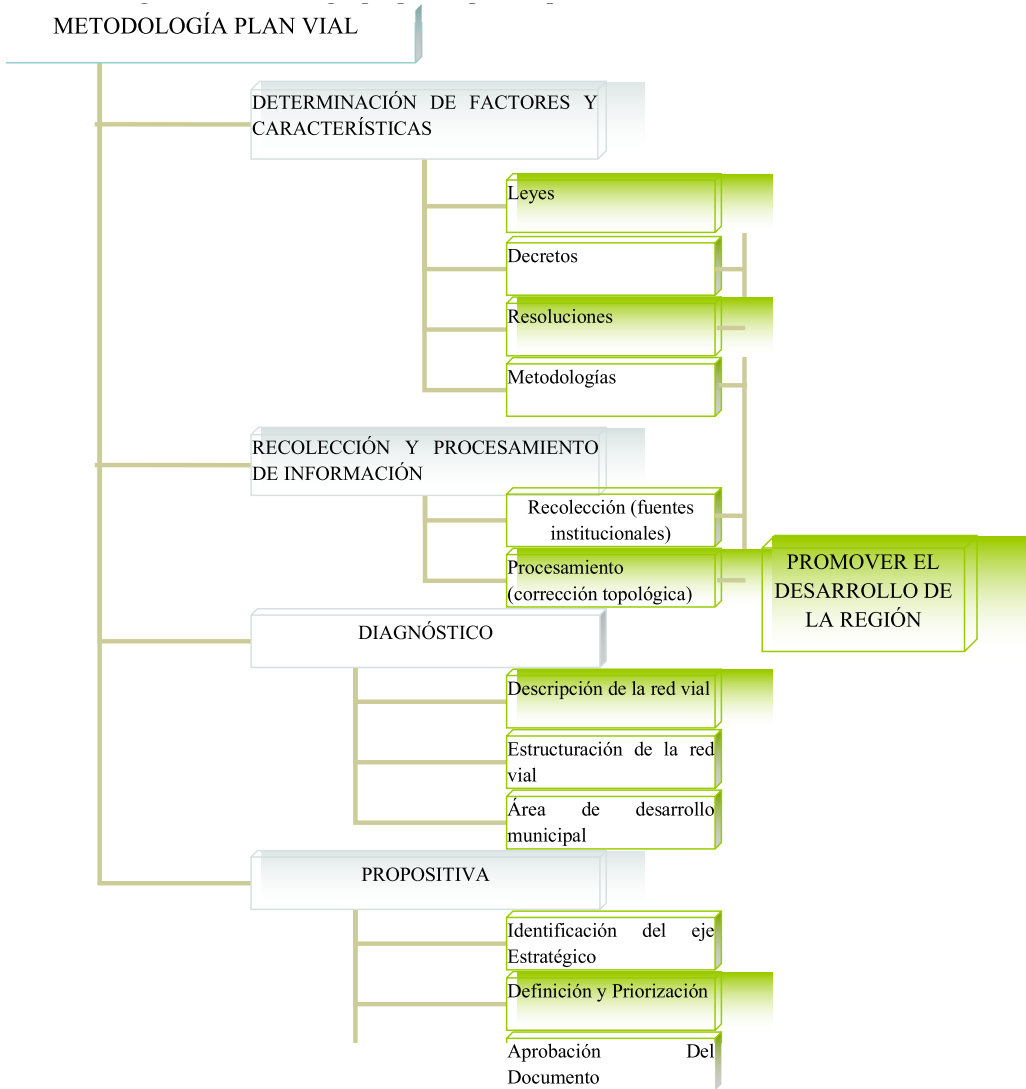 METODOLOGÍA PLAN VIAL
DETERMINACIÓN DE FACTORES Y
CARACTERÍSTICAS
Leyes
Decretos
Resoluciones
Metodologías
RECOLECCIÓN Y PROCESAMIENTO
DE INFORMACIÓN
Recolección (fuentes
institucionales)
Procesamiento
(corrección topológica)
PROMOVER EL
DESARROLLO DE
LA REGIÓN
DIAGNÓSTICO
Descripción de la red vial
Estructuración de la red
vial
Área de desarrollo
municipal
PROPOSITIVA
Identificación del eje
Estratégico
Definición y Priorización
Aprobación Del
Documento